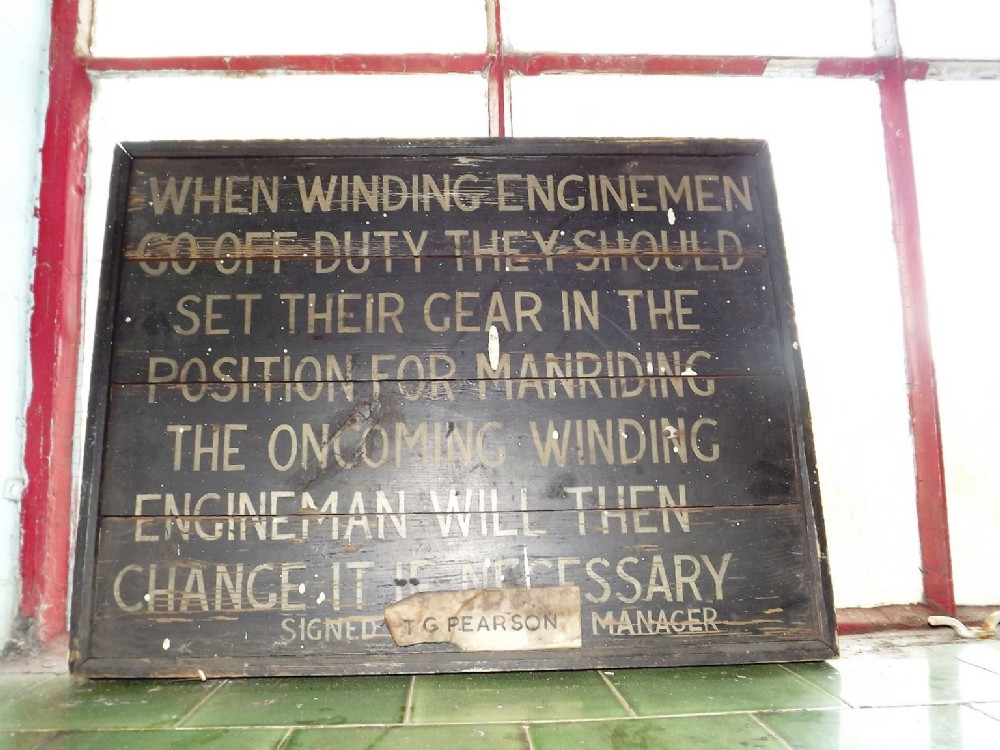 WHEN WINDING ENGINEMEN
GO OFF DUTY THEY SHOULD
SET THEIR GEAR IN THE
POSITION FOR MANRIDING
THE ONCOMING WINDING
ENGINEMAN WILL THEN
CHANGE IT IF NECESSARY
SIGNED T G PEARSON. MANAGER